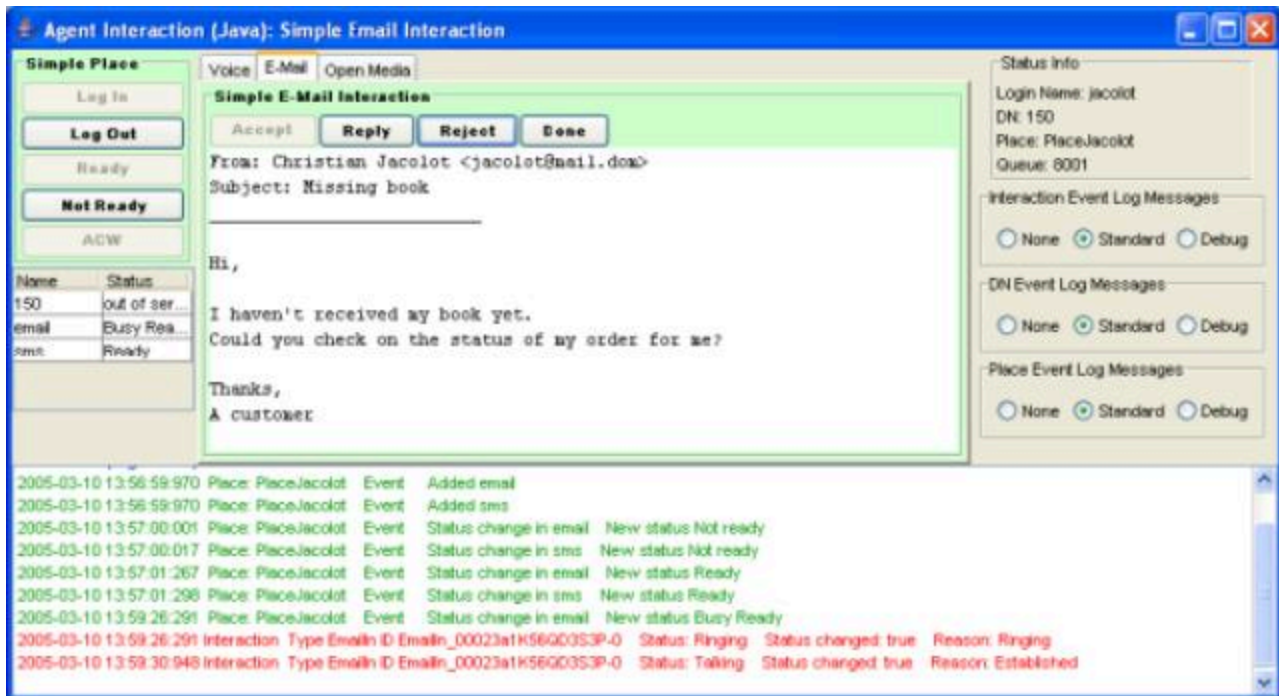 Agent Interaction (Java): Simple Email Interaction
Simple Place
Log In
Log Out
Ready
Not Ready
ACW
Name Status
150 out of ser...
email Busy Rea...
sms Ready
Voice E-Mail Open Media
Simple E-Mail Interaction
Accept Reply Reject Done
From: Christian Jacolot <jacolot@mail.dom>
Subject: Missing book
Hi,
I haven't received my book yet.
Could you check on the status of my order for me?
Thanks,
A customer
Status Info
Login Name: jacolot
DN: 150
Place: PlaceJacolot
Queue: 8001
Interaction Event Log Messages
None Standard Debug
DN Event Log Messages
None Standard Debug
Place Event Log Messages
None Standard Debug
2005-03-10 13:56:59:970 Place: PlaceJacolot Event Added email
2005-03-10 13:56:59:970 Place: PlaceJacolot Event Added sms
2005-03-10 13:57:00:001 Place: PlaceJacolot Event Status change in email New status Not ready
2005-03-10 13:57:00:017 Place: PlaceJacolot Event Status change in sms New status Not ready
2005-03-10 13:57:01:267 Place: PlaceJacolot Event Status change in email New status Ready
2005-03-10 13:57:01:298 Place: PlaceJacolot Event Status change in sms New status Ready
2005-03-10 13:59:26:291 Place: PlaceJacolot Event Status change in email New status Busy Ready
2005-03-10 13:59:26:291 Interaction Type EmailIn ID EmailIn_00023a1K56QD3S3P-0 Status: Ringing Status changed: true Reason: Ringing
2005-03-10 13:59:30:948 Interaction Type EmailIn ID EmailIn_00023a1K56QD3S3P-0 Status: Talking Status changed: true Reason: Established